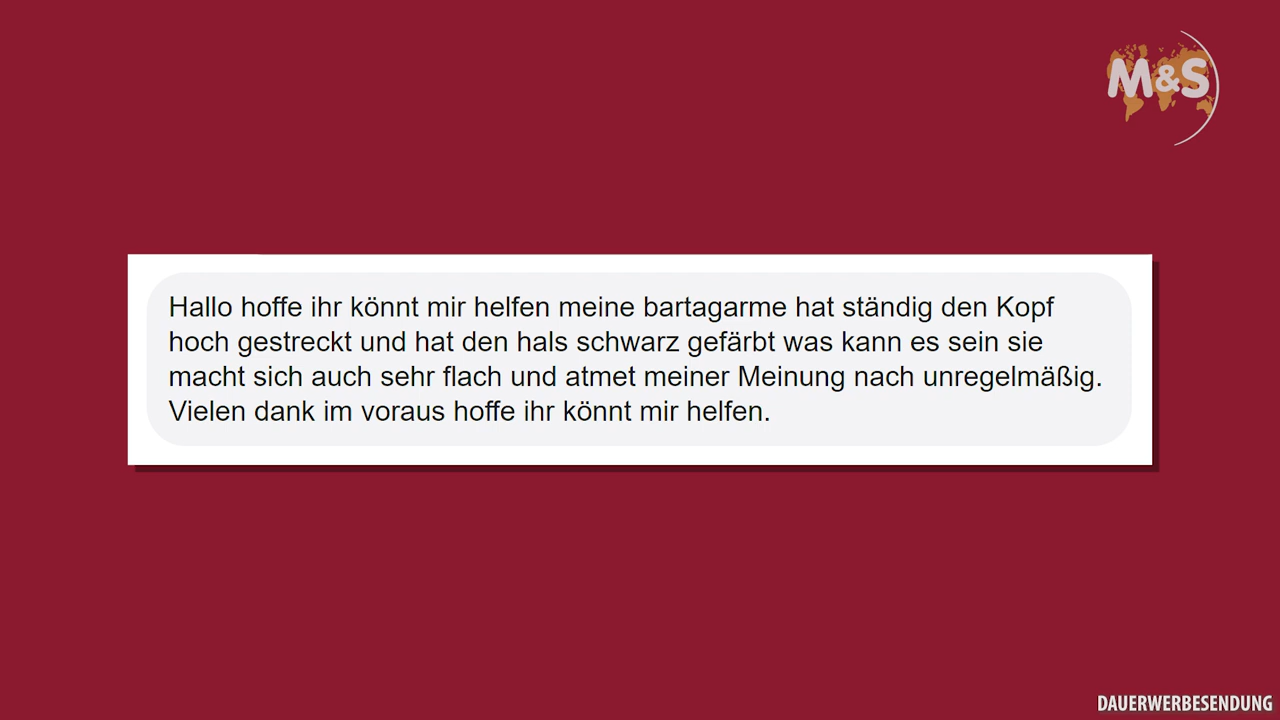 M&S
Hallo hoffe ihr könnt mir helfen meine bartagarme hat ständig den Kopf
hoch gestreckt und hat den hals schwarz gefärbt was kann es sein sie
macht sich auch sehr flach und atmet meiner Meinung nach unregelmäßig.
Vielen dank im voraus hoffe ihr könnt mir helfen.
DAUERWERBESENDUNG